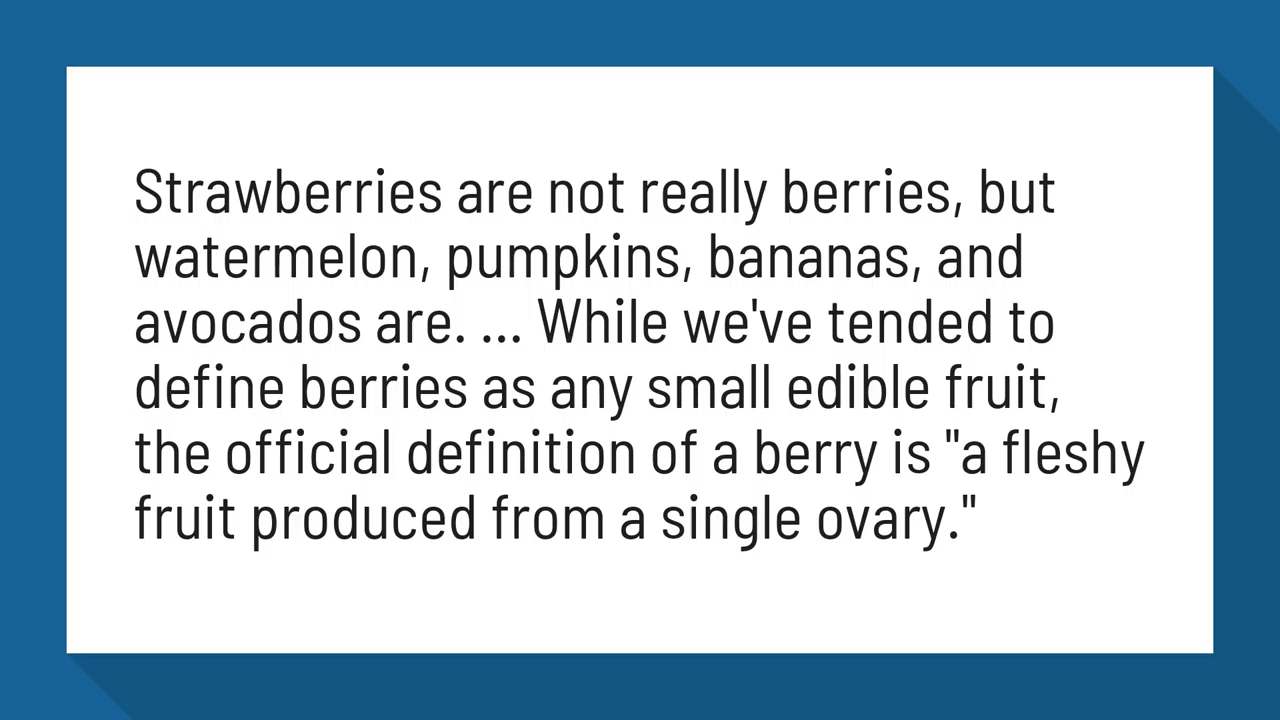 Strawberries are not really berries, but
watermelon, pumpkins, bananas, and
avocados are. ... While we've tended to
define berries as any small edible fruit,
the official definition of a berry is "a fleshy
fruit produced from a single ovary."